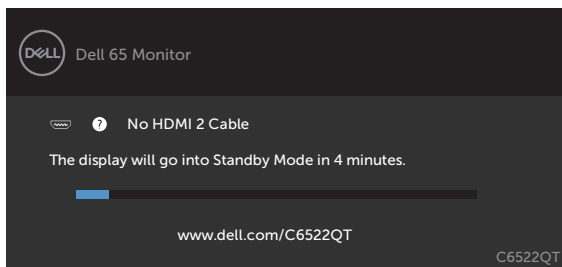 DELL
Dell 65 Monitor
? No HDMI 2 Cable
The display will go into Standby Mode in 4 minutes.
www.dell.com/C6522QT
C6522QT